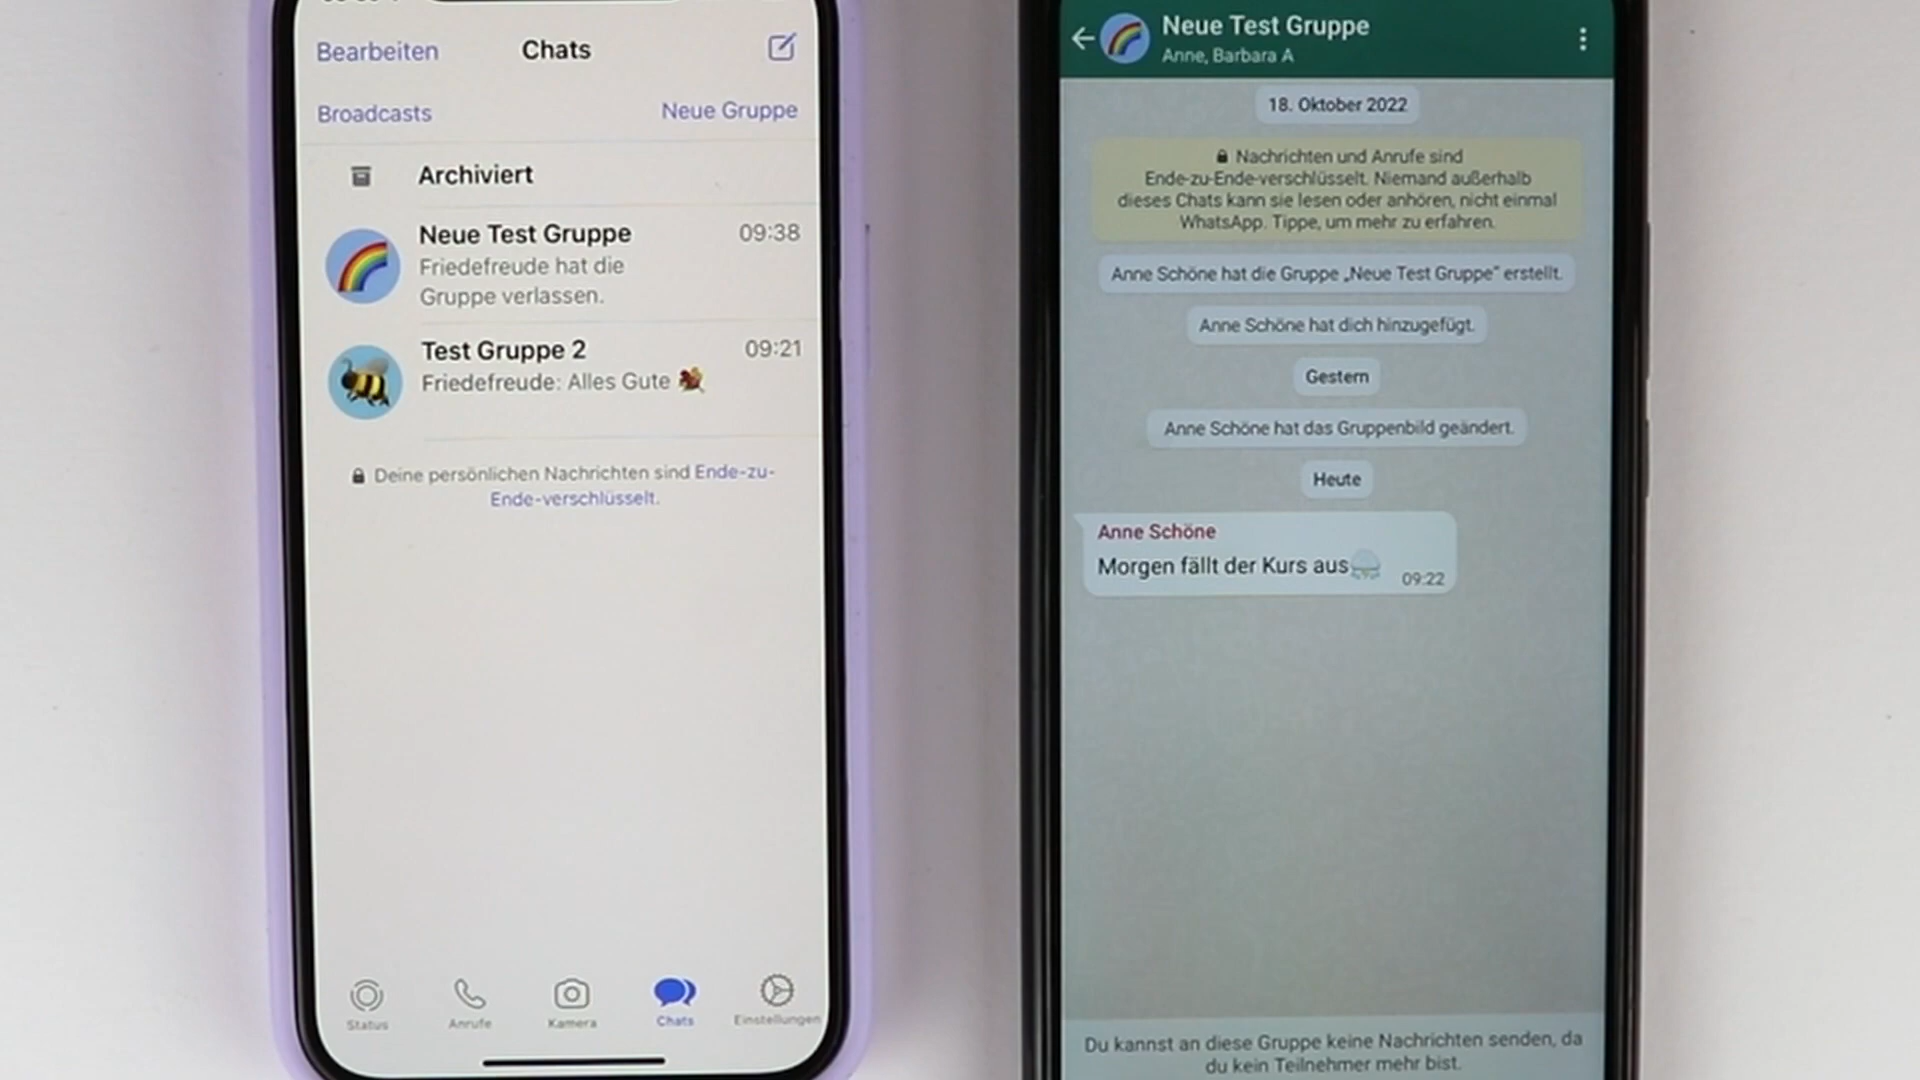 Bearbeiten
Chats
Broadcasts
Neue Gruppe
Archiviert
Neue Test Gruppe
09:38
Friedefreude hat die
Gruppe verlassen.
Test Gruppe 2
09:21
Friedefreude: Alles Gute
Deine persönlichen Nachrichten sind Ende-zu-
Ende-verschlüsselt.
Status
Anrufe
Kamera
Chats
Einstellungen
Neue Test Gruppe
Anne, Barbara A
18. Oktober 2022
Nachrichten und Anrufe sind
Ende-zu-Ende-verschlüsselt. Niemand außerhalb
dieses Chats kann sie lesen oder anhören, nicht einmal
WhatsApp. Tippe, um mehr zu erfahren.
Anne Schöne hat die Gruppe „Neue Test Gruppe" erstellt.
Anne Schöne hat dich hinzugefügt.
Gestern
Anne Schöne hat das Gruppenbild geändert.
Heute
Anne Schöne
Morgen fällt der Kurs aus
09:22
Du kannst an diese Gruppe keine Nachrichten senden, da
du kein Teilnehmer mehr bist.